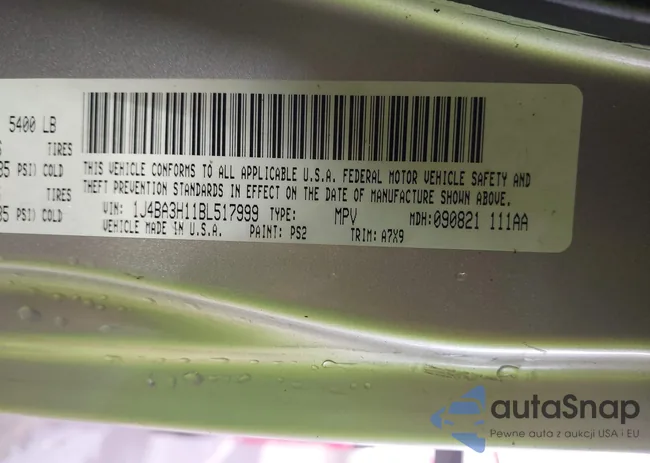 5400 LB
TIRES
PSI) COLD
TIRES
PSI) COLD
THIS VEHICLE CONFORMS TO ALL APPLICABLE U.S.A. FEDERAL MOTOR VEHICLE SAFETY AND
THEFT PREVENTION STANDARDS IN EFFECT ON THE DATE OF MANUFACTURE SHOWN ABOVE.
VIN: 1J4BA3H11BL517999 TYPE: MPV MDH:090821 111AA
VEHICLE MADE IN U.S.A. PAINT: PS2 TRIM: A7X9
autaSnap
Pewne auta z aukcji USA i EU